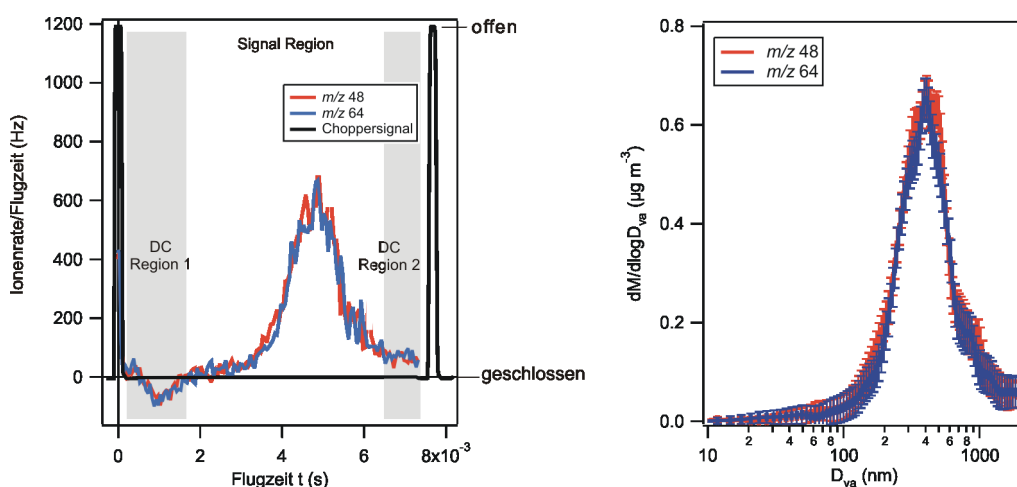 1200
1000
800
600
400
200
0
Ionenrate/Flugzeit (Hz)
Signal Region
m/z 48
m/z 64
Choppersignal
DC
Region 1
DC
Region 2
offen
geschlossen
0
2
4
6
8x10⁻³
Flugzeit t (s)
0.8
0.6
0.4
0.2
0.0
dM/dlogD_va (µg m⁻³)
m/z 48
m/z 64
10
2
4
6
8
100
2
4
6
8
1000
D_va (nm)